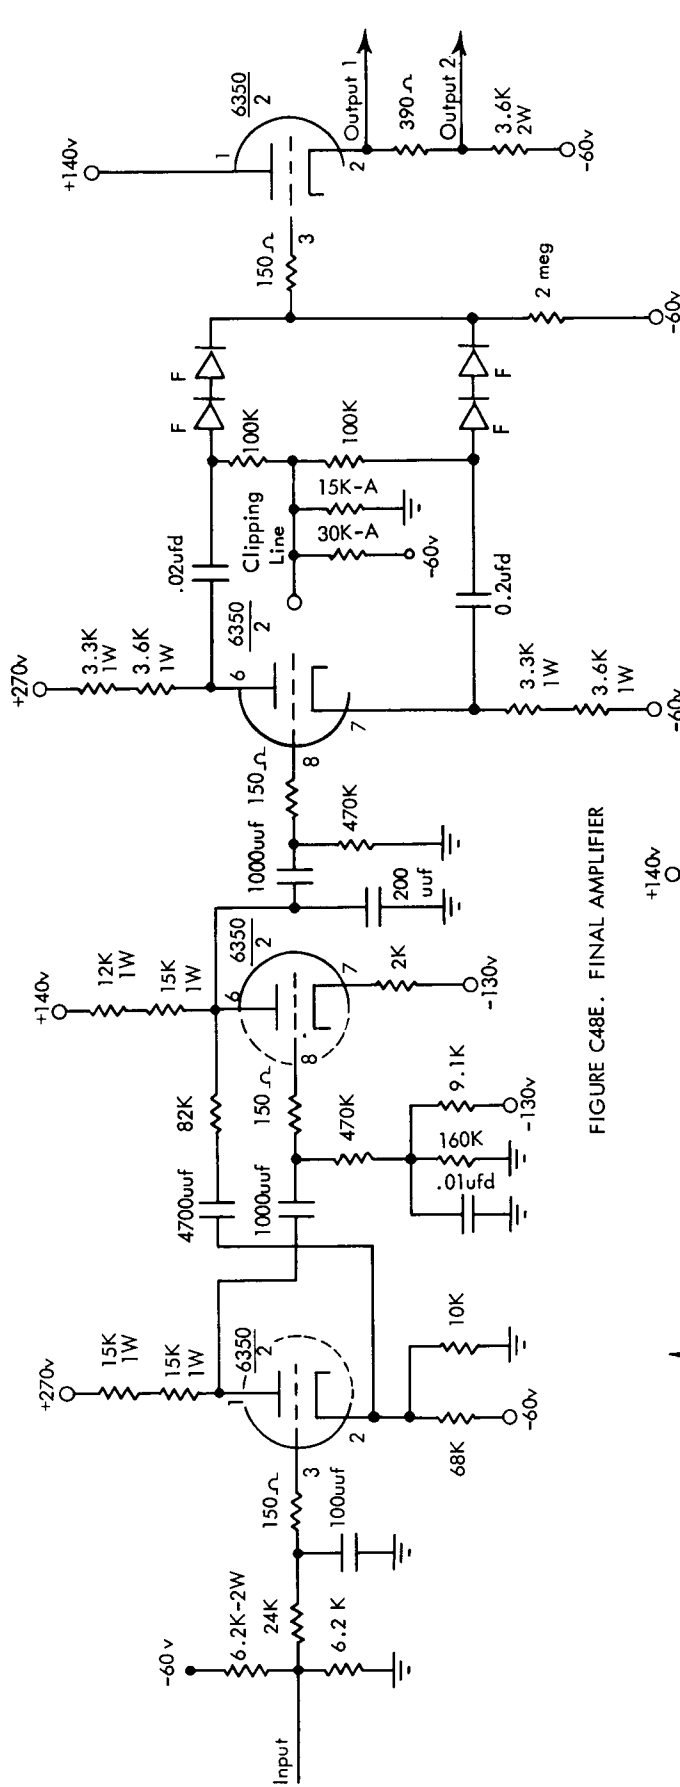 Input
-60v
6.2K-2W
24K
6.2 K
150Ω
3
100uuf
+270v
15K
1W
15K
1W
1
6350
2
2
68K
-60v
10K
4700uuf
82K
1000uuf
150 Ω
470K
.01ufd
160K
9.1K
-130v
+140v
12K
1W
15K
1W
6
6350
2
8
7
2K
-130v
200
uuf
1000uuf
150Ω
470K
8
+270v
3.3K
1W
3.6K
1W
6
6350
2
7
3.3K
1W
3.6K
1W
-60v
.02ufd
0.2ufd
Clipping
Line
30K-A
-60v
15K-A
100K
100K
F
F
F
F
2 meg
-60v
150Ω
3
+140v
1
6350
2
2
Output 1
390Ω
Output 2
3.6K
2W
-60v
FIGURE C48E. FINAL AMPLIFIER
+140v